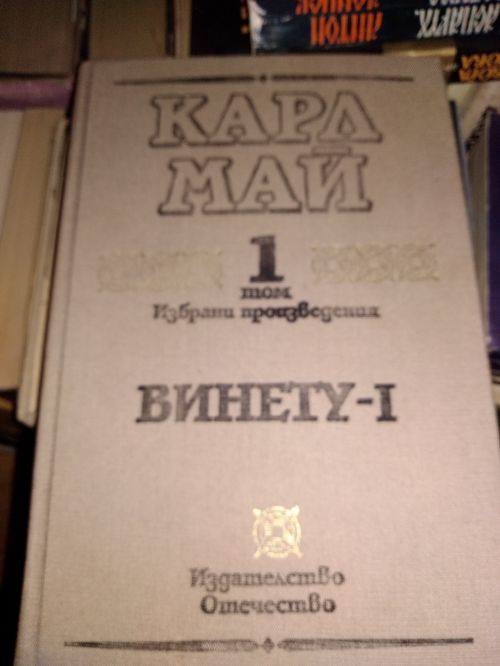 КАРЛ
МАЙ
1
том
Избрани произведения
ВИНЕТУ-I
Издателство
Отечество